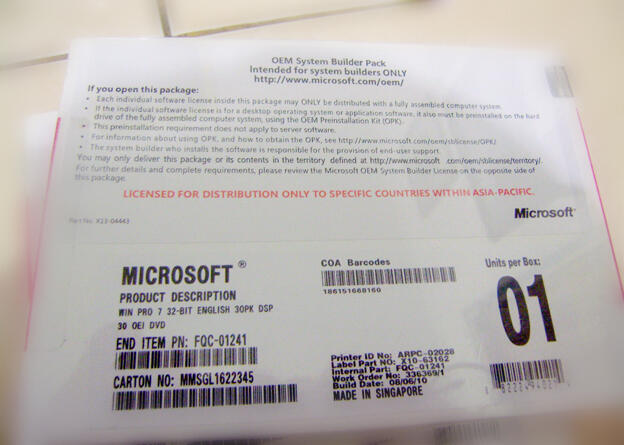 OEM System Builder Pack
Intended for system builders ONLY
http://www.microsoft.com/oem/
If you open this package:
• Each individual software license inside this package may ONLY be distributed with a fully assembled computer system.
• If the individual software license is for a desktop operating system or application software, it also must be preinstalled on the hard
drive of the fully assembled computer system, using the OEM Preinstallation Kit (OPK).
• This preinstallation requirement does not apply to server software.
• For information about using OPK, and how to obtain the OPK, see http://www.microsoft.com/oem/sblicense/OPK/
• The system builder who installs the software is responsible for the provision of end-user support.
You may only deliver this package or its contents in the territory defined at http://www.microsoft .com/oem/sblicense/territory/.
For further details and complete requirements, please review the Microsoft OEM System Builder License on the opposite side of
this package.
LICENSED FOR DISTRIBUTION ONLY TO SPECIFIC COUNTRIES WITHIN ASIA-PACIFIC.
Part No. X13-04443
Microsoft
MICROSOFT®
PRODUCT DESCRIPTION
WIN PRO 7 32-BIT ENGLISH 30PK DSP
30 OEI DVD
END ITEM PN: FQC-01241
CARTON NO: MMSGL1622345
COA Barcodes
186151668160
Units per Box:
01
Printer ID No: ARPC-02028
Label Part NO: X10-63162
Internal Part: FQC-01241
Work Order No: 336369/1
Build Date: 08/06/10
MADE IN SINGAPORE